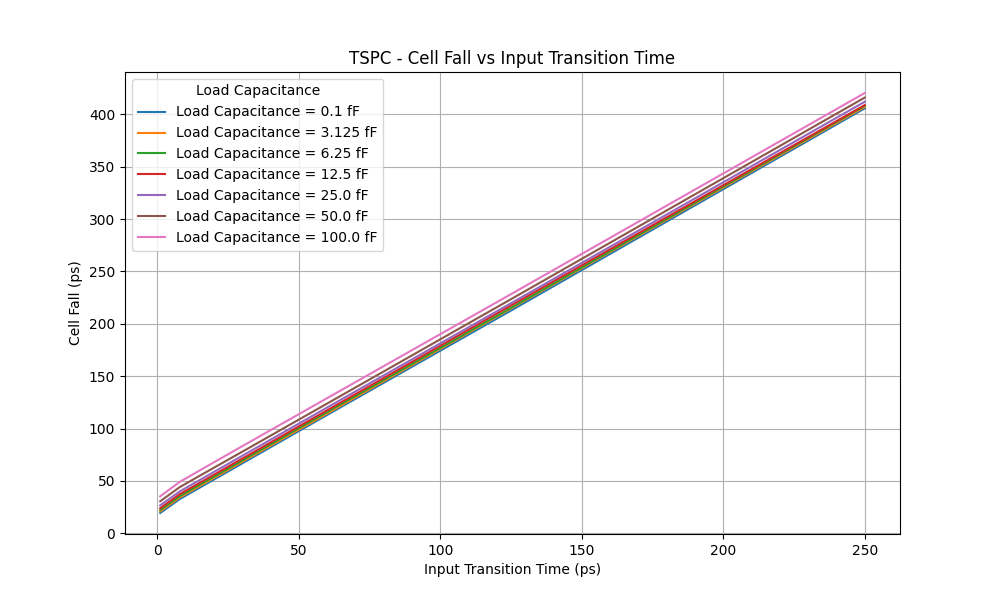 TSPC - Cell Fall vs Input Transition Time
Load Capacitance
Load Capacitance = 0.1 fF
Load Capacitance = 3.125 fF
Load Capacitance = 6.25 fF
Load Capacitance = 12.5 fF
Load Capacitance = 25.0 fF
Load Capacitance = 50.0 fF
Load Capacitance = 100.0 fF
Cell Fall (ps)
400
350
300
250
200
150
100
50
0
0 50 100 150 200 250
Input Transition Time (ps)